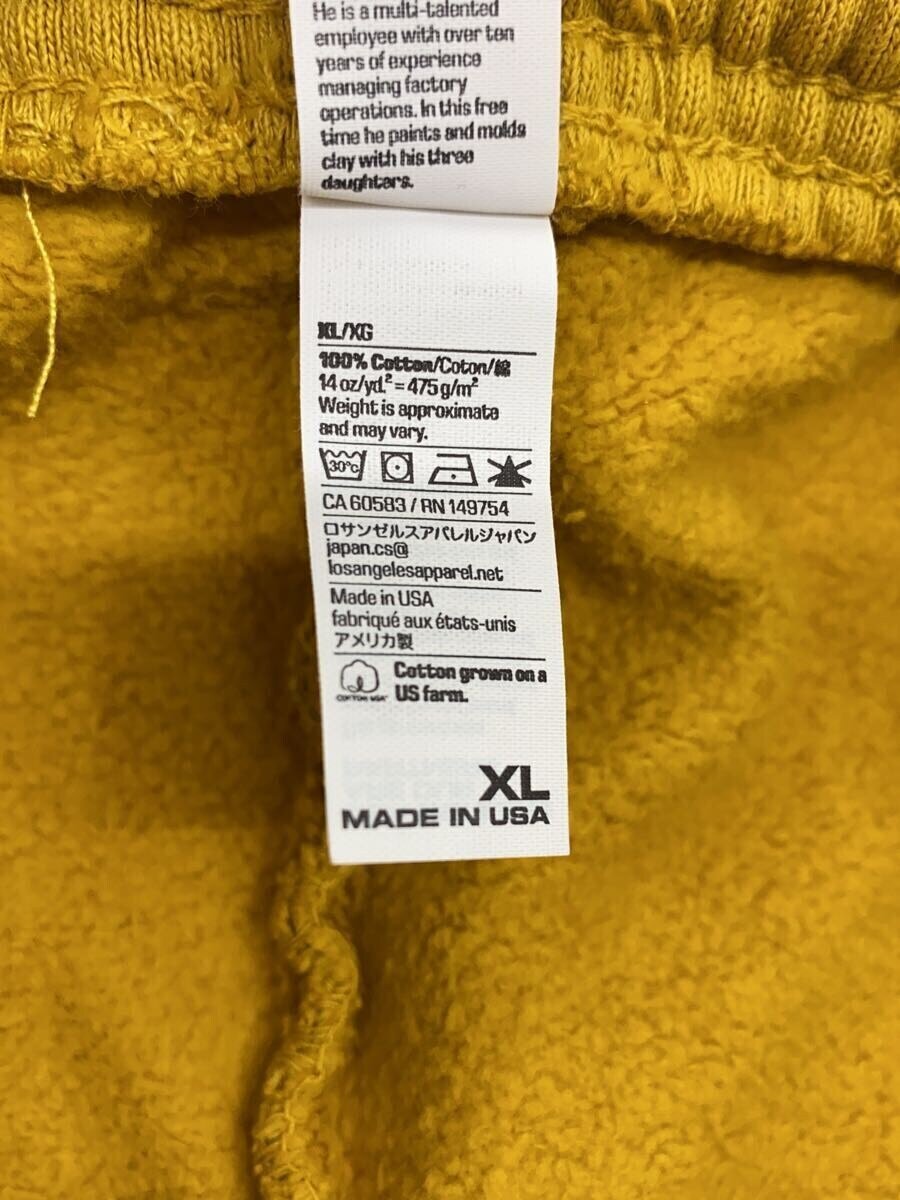 He is a multi-talented
employee with over ten
years of experience
managing factory
operations. In this free
time he paints and molds
clay with his three
daughters.
XL/XG
100% Cotton/Coton/綿
14 oz/yd.² = 475 g/m²
Weight is approximate
and may vary.
30°C
CA 60583 / RN 149754
ロサンゼルスアパレルジャパン
japan.cs@
losangelesapparel.net
Made in USA
fabriqué aux états-unis
アメリカ製
Cotton grown on a
US farm.
COTTON USA
XL
MADE IN USA